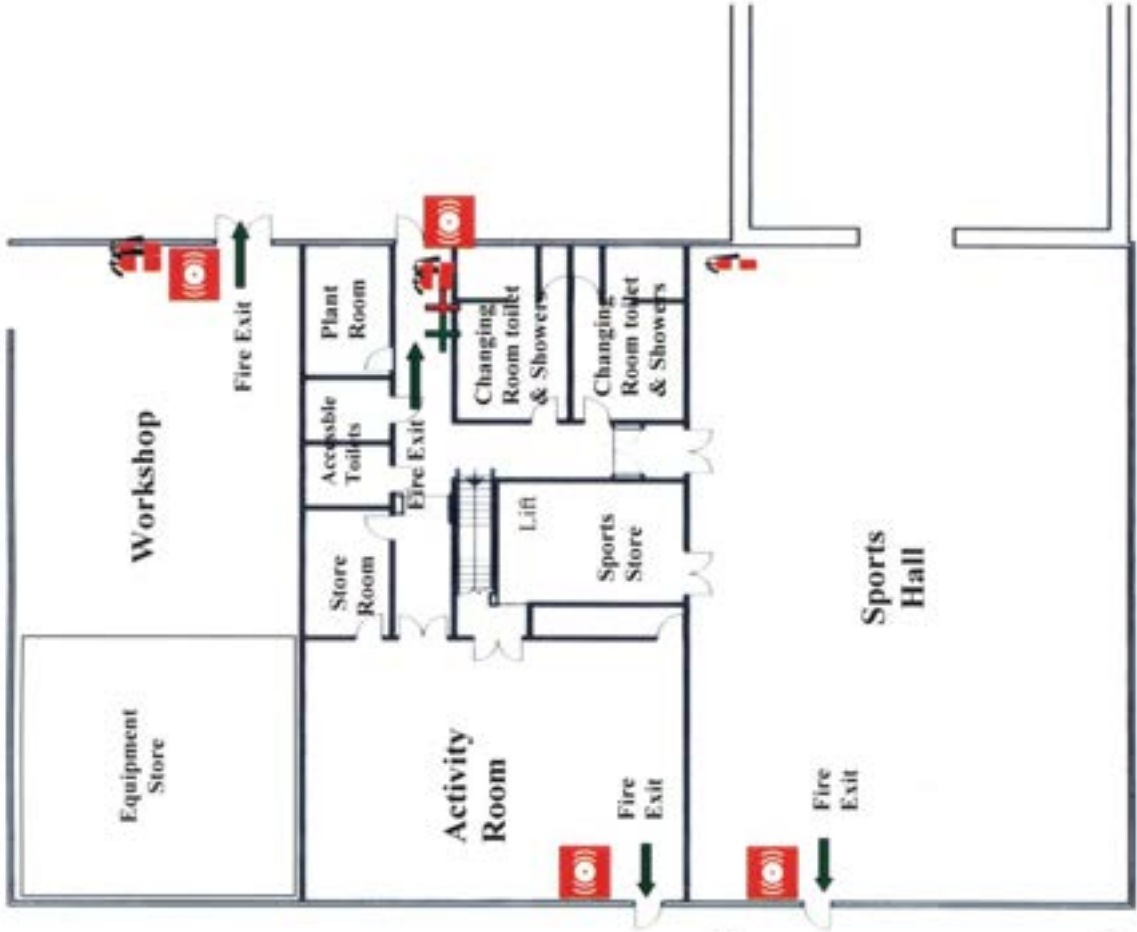 Equipment
Store
Workshop
Fire Exit
Store
Room
Accessble
Toilets
Plant
Room
Fire Exit
Activity
Room
Fire
Exit
Lift
Sports
Store
Changing
Room toilet
& Showers
Changing
Room toilet
& Showers
Fire
Exit
Sports
Hall